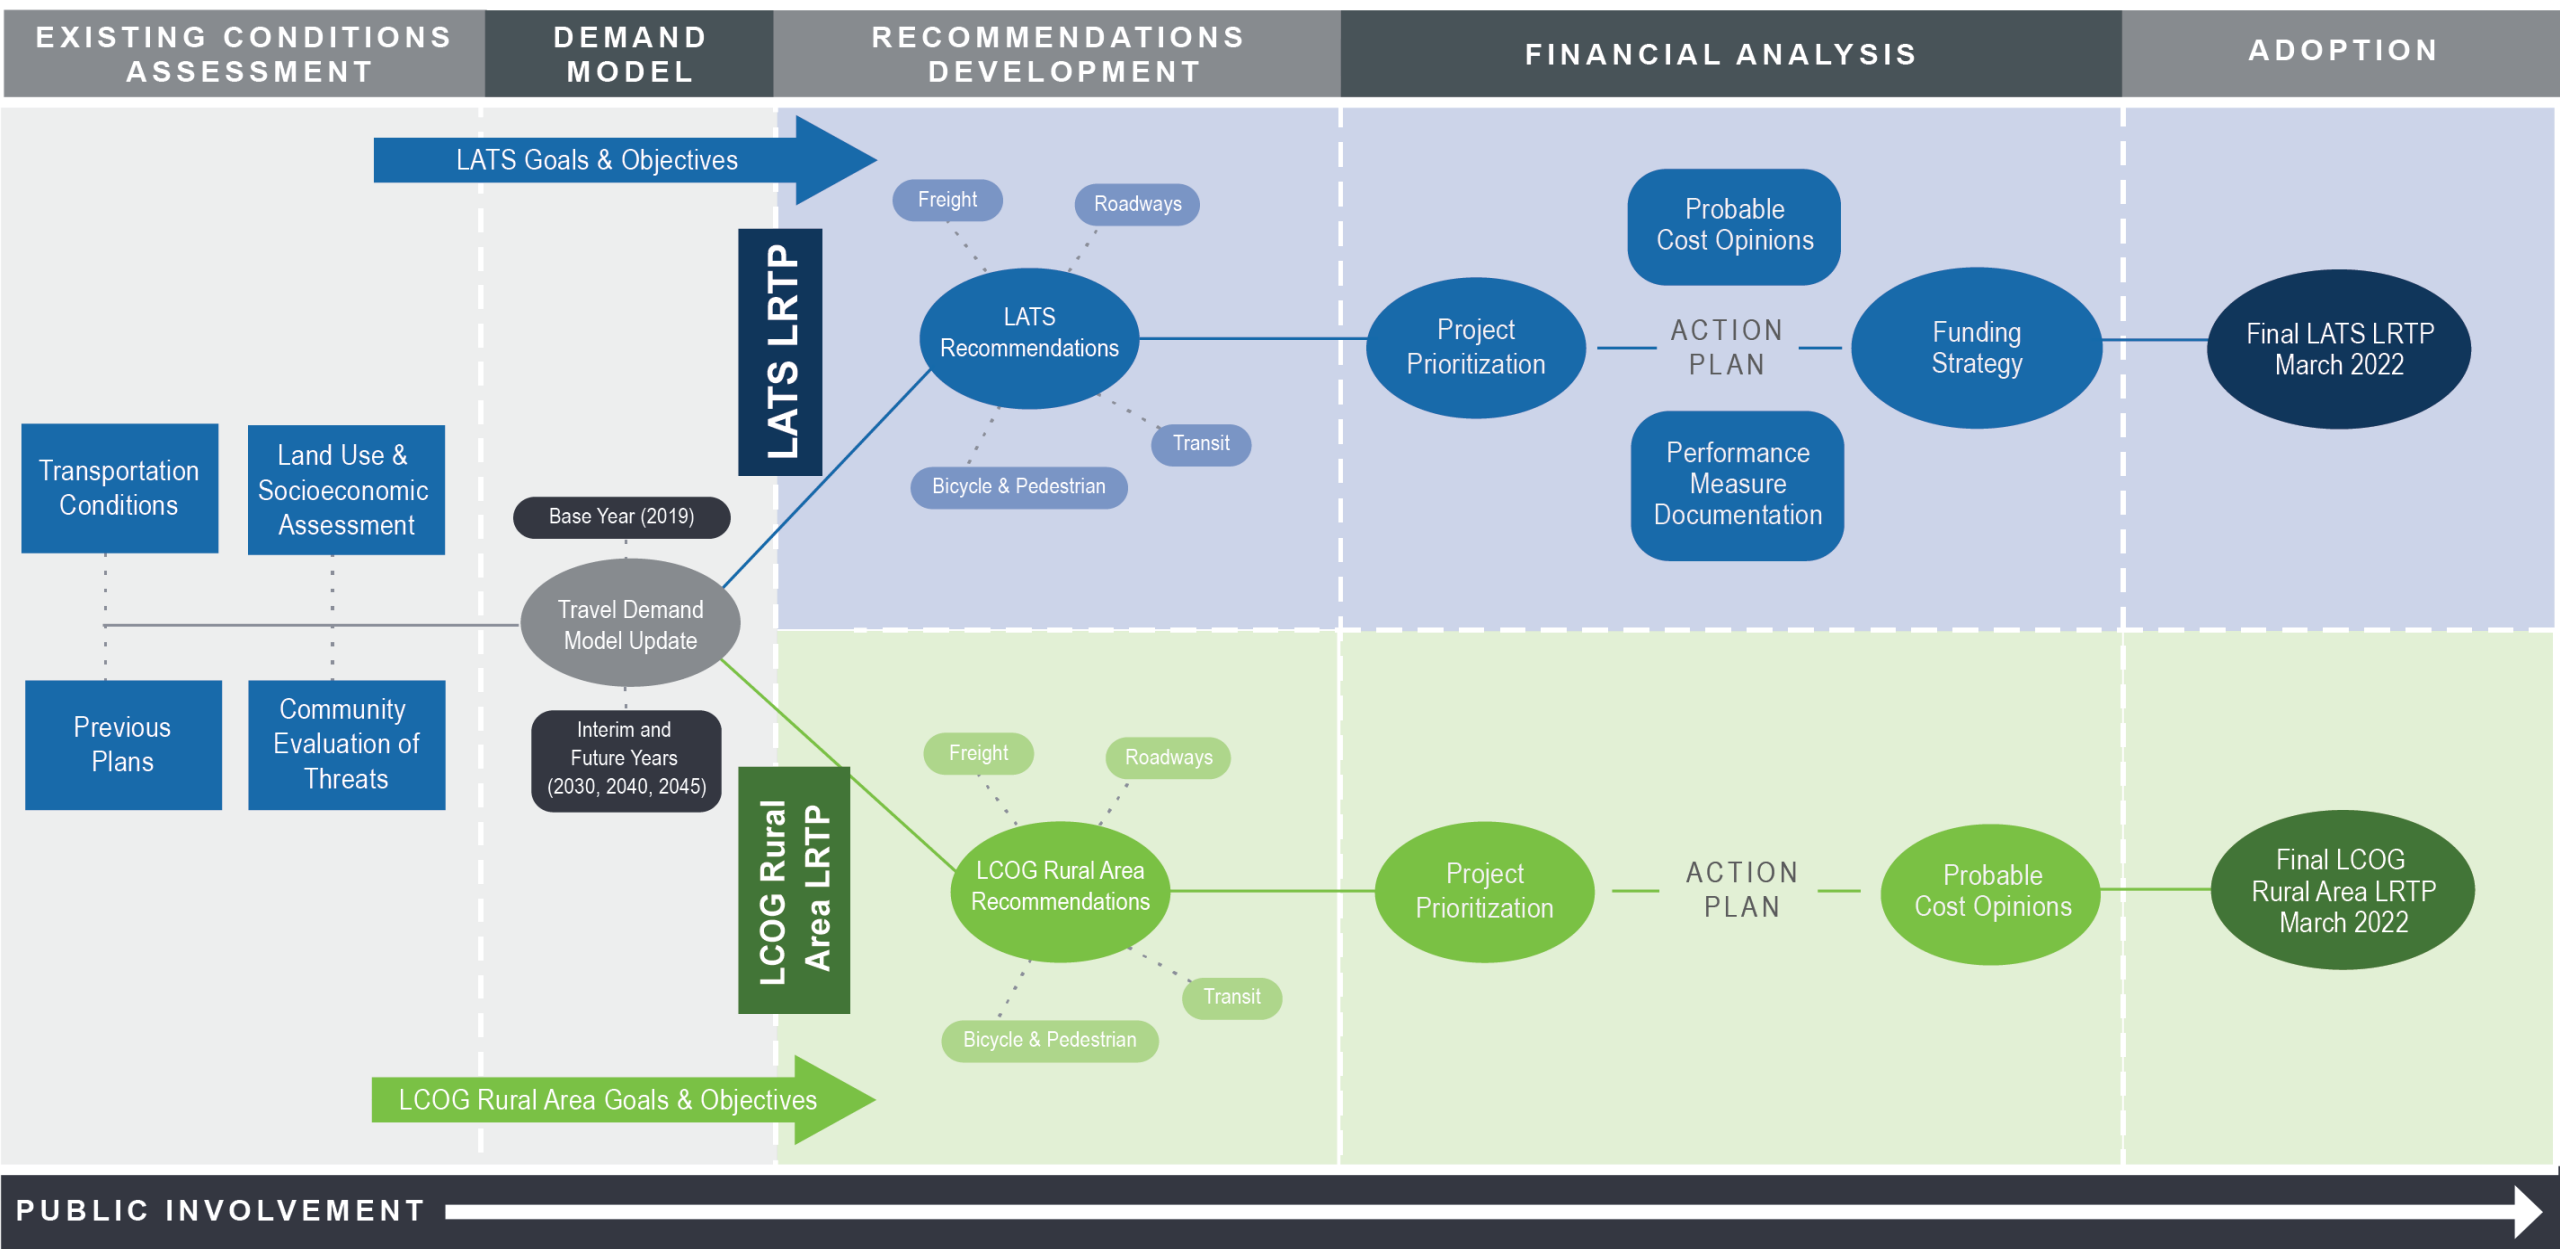 EXISTING CONDITIONS
ASSESSMENT
DEMAND
MODEL
RECOMMENDATIONS
DEVELOPMENT
FINANCIAL ANALYSIS
ADOPTION
LATS Goals & Objectives
LATS LRTP
Freight
Roadways
LATS
Recommendations
Bicycle & Pedestrian
Transit
Probable
Cost Opinions
Project
Prioritization
ACTION
PLAN
Funding
Strategy
Performance
Measure
Documentation
Final LATS LRTP
March 2022
Transportation
Conditions
Land Use &
Socioeconomic
Assessment
Previous
Plans
Community
Evaluation of
Threats
Base Year (2019)
Travel Demand
Model Update
Interim and
Future Years
(2030, 2040, 2045)
LCOG Rural
Area LRTP
Freight
Roadways
LCOG Rural Area
Recommendations
Bicycle & Pedestrian
Transit
Project
Prioritization
ACTION
PLAN
Probable
Cost Opinions
Final LCOG
Rural Area LRTP
March 2022
LCOG Rural Area Goals & Objectives
PUBLIC INVOLVEMENT